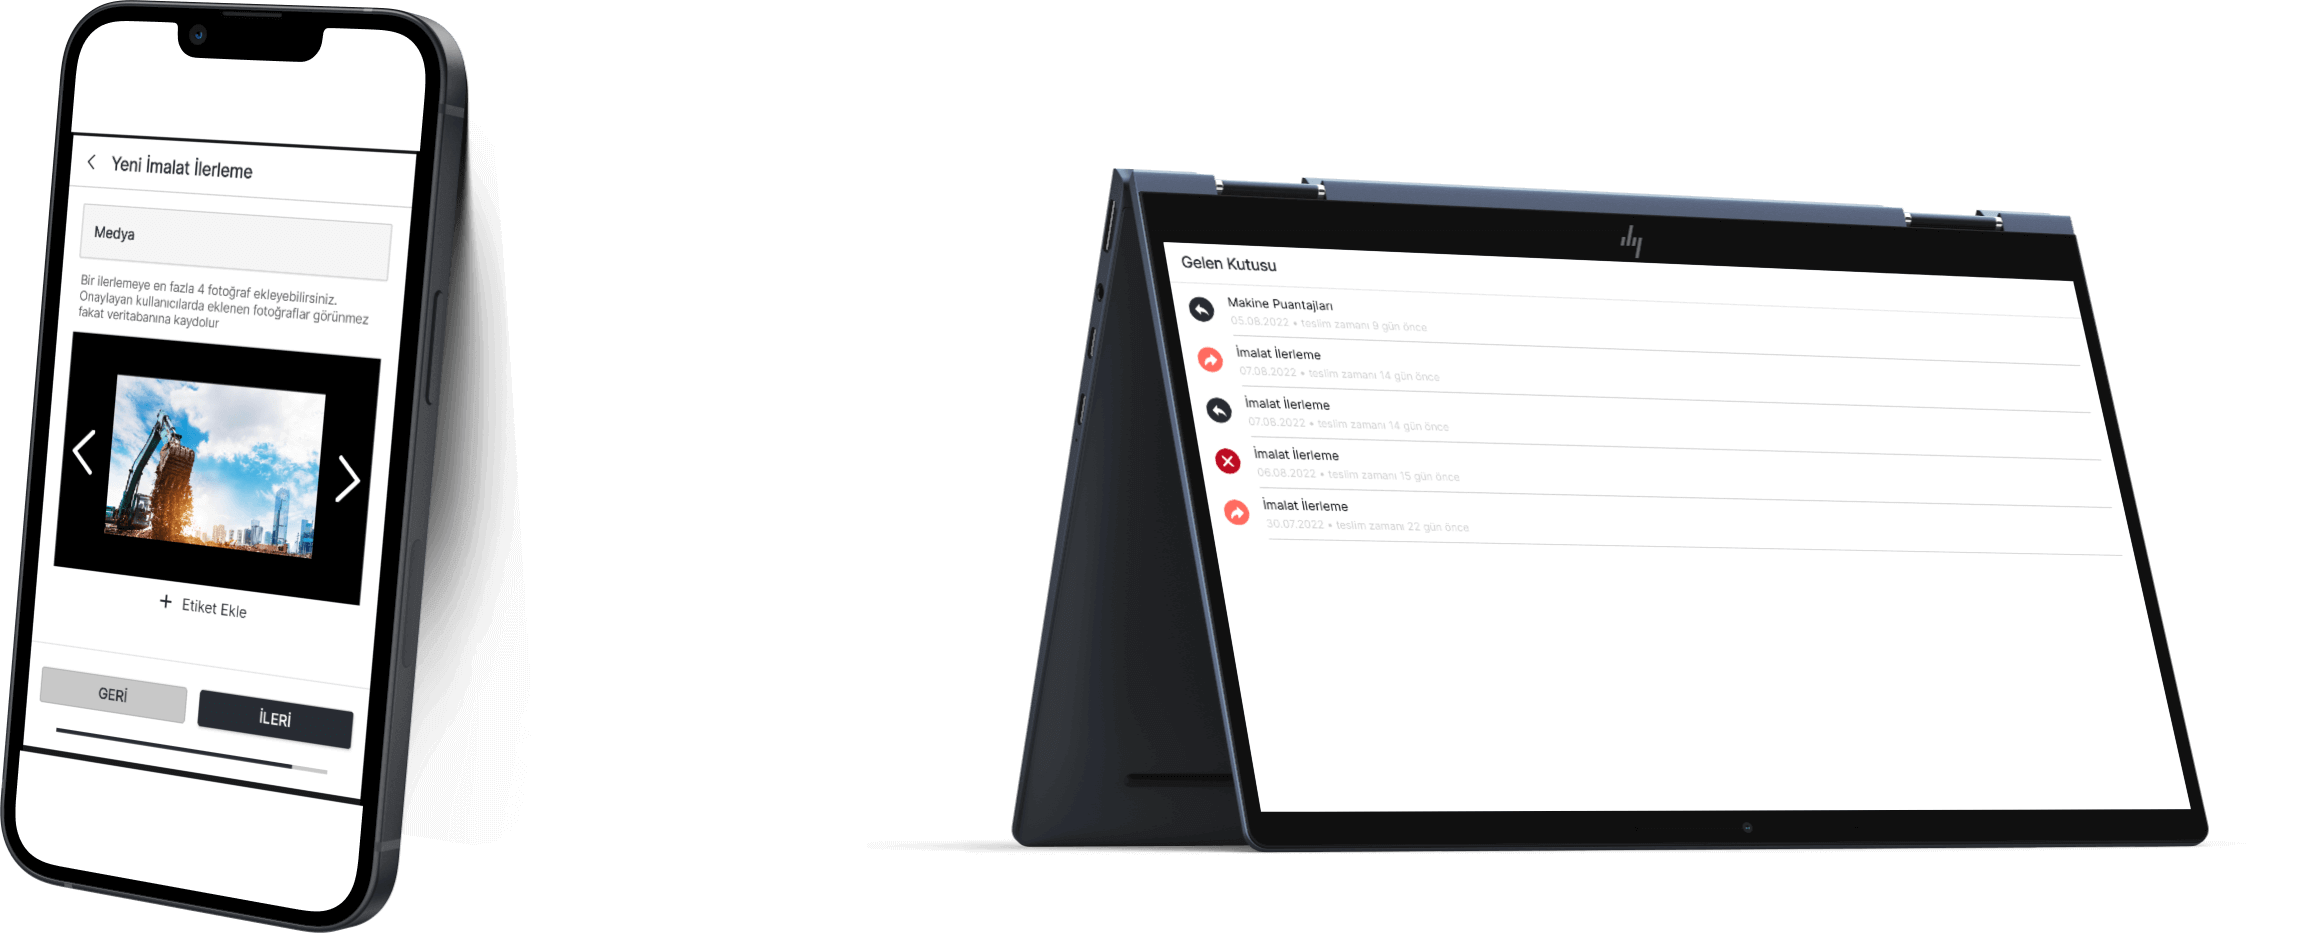 Yeni İmalat İlerleme
Medya
Bir ilerlemeye en fazla 4 fotoğraf ekleyebilirsiniz.
Onaylayan kullanıcılarda eklenen fotoğraflar görünmez
fakat veritabanına kaydolur
+ Etiket Ekle
GERİ
İLERİ
hp
Gelen Kutusu
Makine Puantajları
05.08.2022 • teslim zamanı 9 gün önce
İmalat İlerleme
07.08.2022 • teslim zamanı 14 gün önce
İmalat İlerleme
07.08.2022 • teslim zamanı 14 gün önce
İmalat İlerleme
06.08.2022 • teslim zamanı 15 gün önce
İmalat İlerleme
30.07.2022 • teslim zamanı 22 gün önce